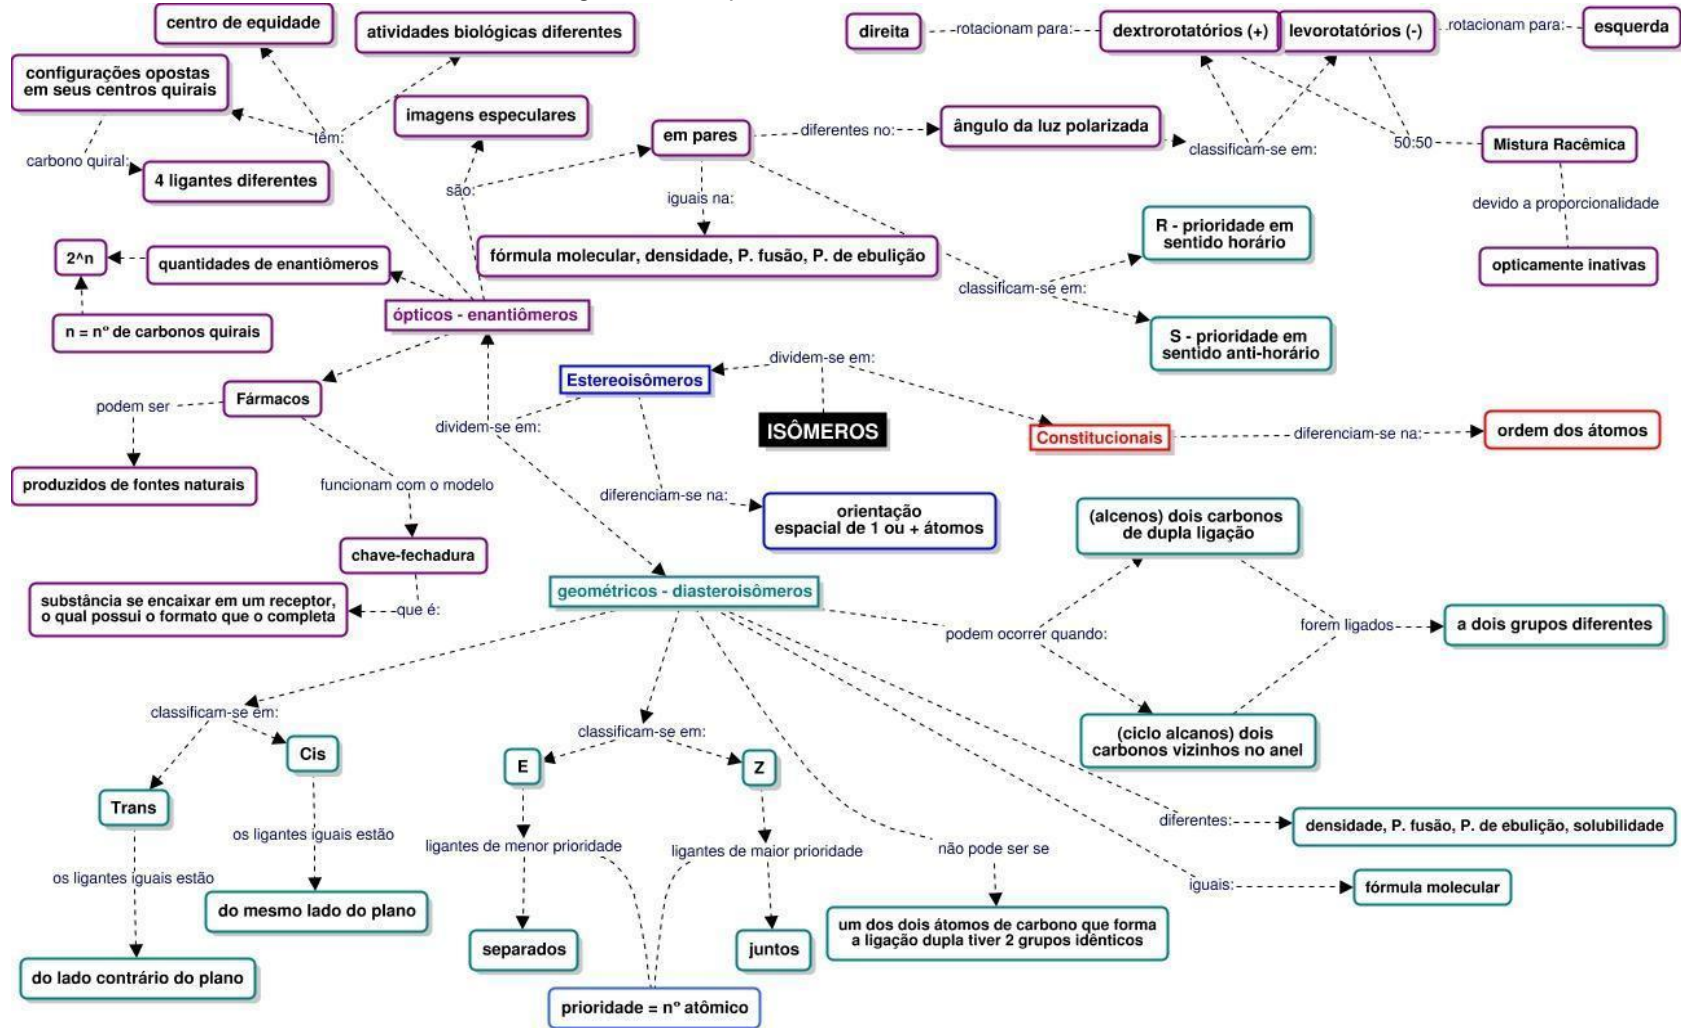 centro de equidade
atividades biológicas diferentes
direita
rotacionam para:
dextrorotatórios (+)
levorotatórios (-)
rotacionam para:
esquerda
configurações opostas
em seus centros quirais
têm:
carbono quiral:
4 ligantes diferentes
imagens especulares
são:
em pares
diferentes no:
ângulo da luz polarizada
classificam-se em:
50:50
Mistura Racêmica
devido a proporcionalidade
opticamente inativas
iguais na:
fórmula molecular, densidade, P. fusão, P. de ebulição
classificam-se em:
R - prioridade em
sentido horário
S - prioridade em
sentido anti-horário
2^n
quantidades de enantiômeros
n = nº de carbonos quirais
ópticos - enantiômeros
Fármacos
podem ser
produzidos de fontes naturais
funcionam com o modelo
chave-fechadura
que é:
substância se encaixar em um receptor,
o qual possui o formato que o completa
dividem-se em:
Estereoisômeros
dividem-se em:
ISÔMEROS
Constitucionais
diferenciam-se na:
ordem dos átomos
diferenciam-se na:
orientação
espacial de 1 ou + átomos
geométricos - diasteroisômeros
podem ocorrer quando:
(alcenos) dois carbonos
de dupla ligação
forem ligados
a dois grupos diferentes
(ciclo alcanos) dois
carbonos vizinhos no anel
classificam-se em:
Cis
Trans
os ligantes iguais estão
os ligantes iguais estão
do mesmo lado do plano
do lado contrário do plano
classificam-se em:
E
Z
ligantes de menor prioridade
ligantes de maior prioridade
separados
juntos
prioridade = nº atômico
não pode ser se
um dos dois átomos de carbono que forma
a ligação dupla tiver 2 grupos idênticos
diferentes:
densidade, P. fusão, P. de ebulição, solubilidade
iguais:
fórmula molecular